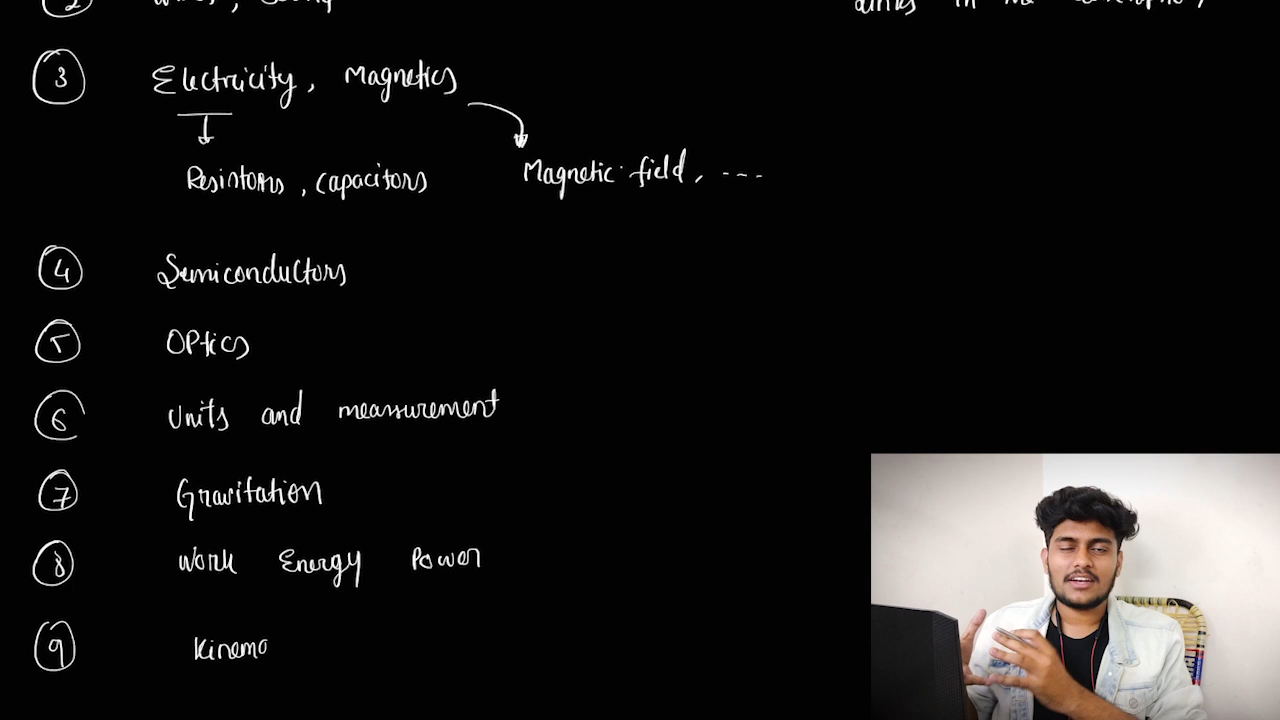 2
3 Electricity, Magnetics
Resistors, Capacitors Magnetic field, ----
4 Semiconductors
5 Optics
6 Units and measurement
7 Gravitation
8 Work Energy Power
9 Kinema